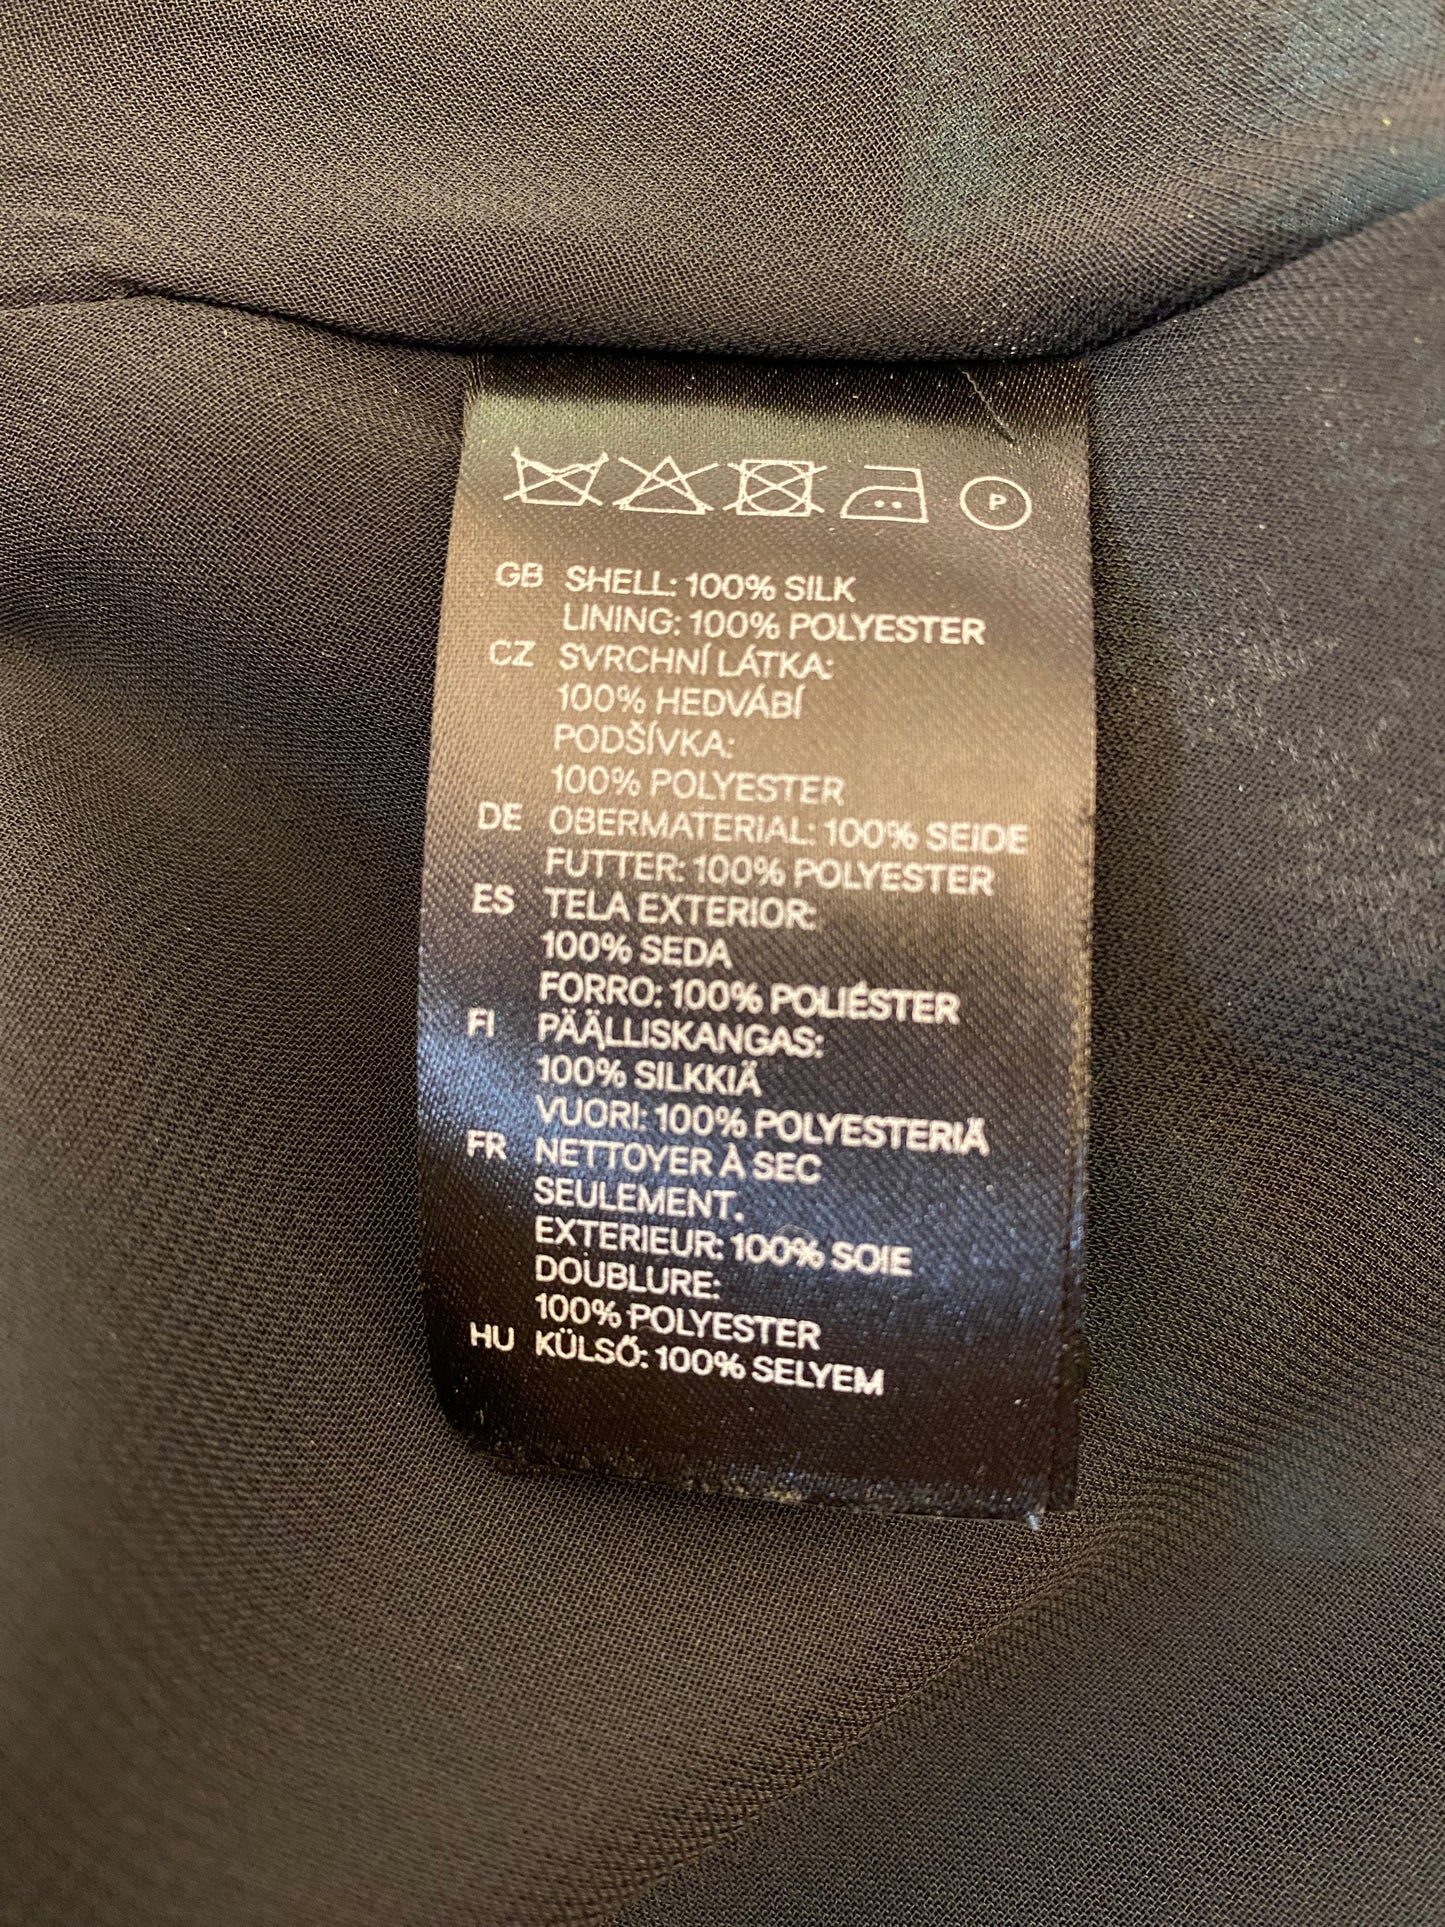 P
GB SHELL: 100% SILK
LINING: 100% POLYESTER
CZ SVRCHNÍ LÁTKA:
100% HEDVÁBÍ
PODŠÍVKA:
100% POLYESTER
DE OBERMATERIAL: 100% SEIDE
FUTTER: 100% POLYESTER
ES TELA EXTERIOR:
100% SEDA
FORRO: 100% POLIÉSTER
FI PÄÄLLISKANGAS:
100% SILKKIÄ
VUORI: 100% POLYESTERIÄ
FR NETTOYER À SEC
SEULEMENT.
EXTERIEUR: 100% SOIE
DOUBLURE:
100% POLYESTER
HU KÜLSŐ: 100% SELYEM